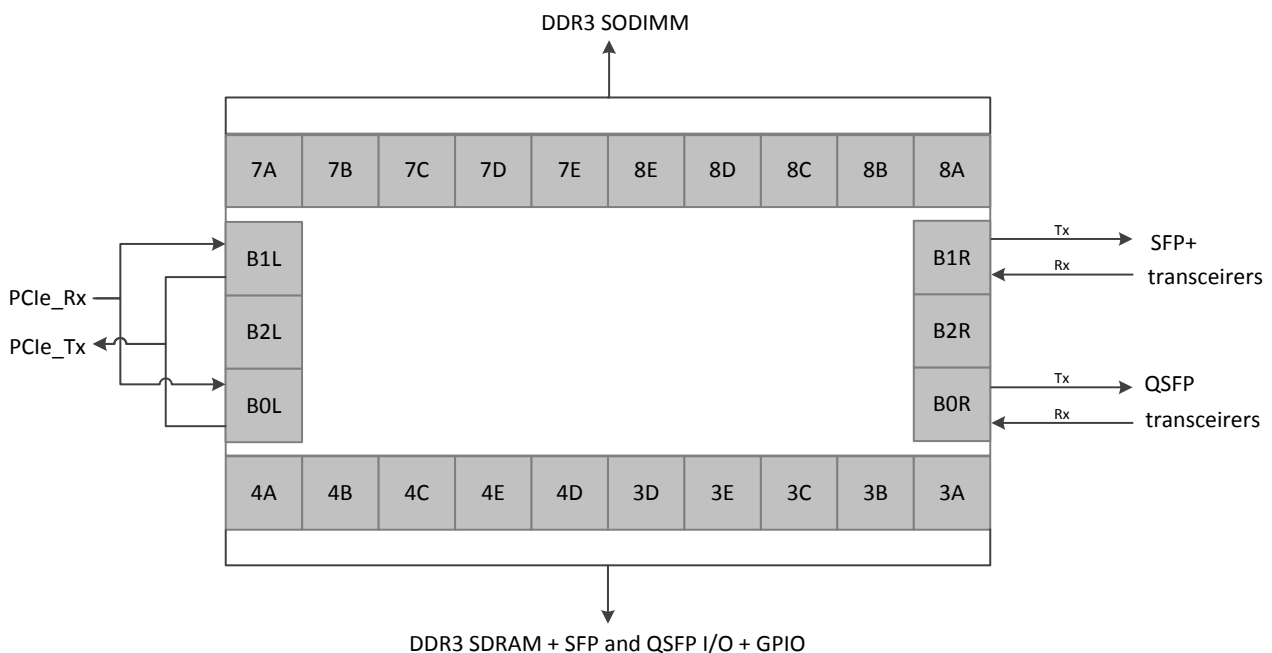 DDR3 SODIMM
7A 7B 7C 7D 7E 8E 8D 8C 8B 8A
B1L
B2L
B0L
PCIe_Rx
PCIe_Tx
B1R
B2R
B0R
Tx
SFP+
Rx
transceirers
Tx
QSFP
Rx
transceirers
4A 4B 4C 4E 4D 3D 3E 3C 3B 3A
DDR3 SDRAM + SFP and QSFP I/O + GPIO